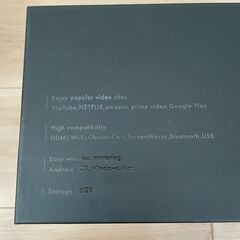 Enjoy popular video sites
YouTube,NETFLIX,amazon prime video,Google Play
High compatibility
HDMI,Wi-Fi,ChromeCast,ScreenMirror,Bluetooth,USB
Easy wireless mirroring
Android,iOS,Windows,Mac
Storage 16GB